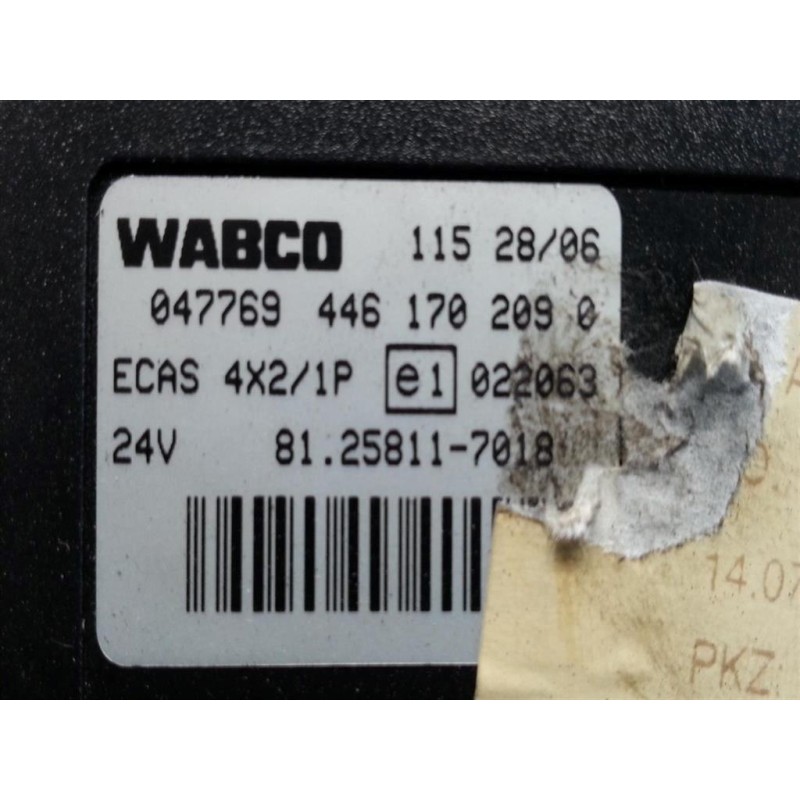 WABCO 115 28/06
047769 446 170 209 0
ECAS 4X2/1P e1 022063
24V 81.25811-7018
14.07
PKZ